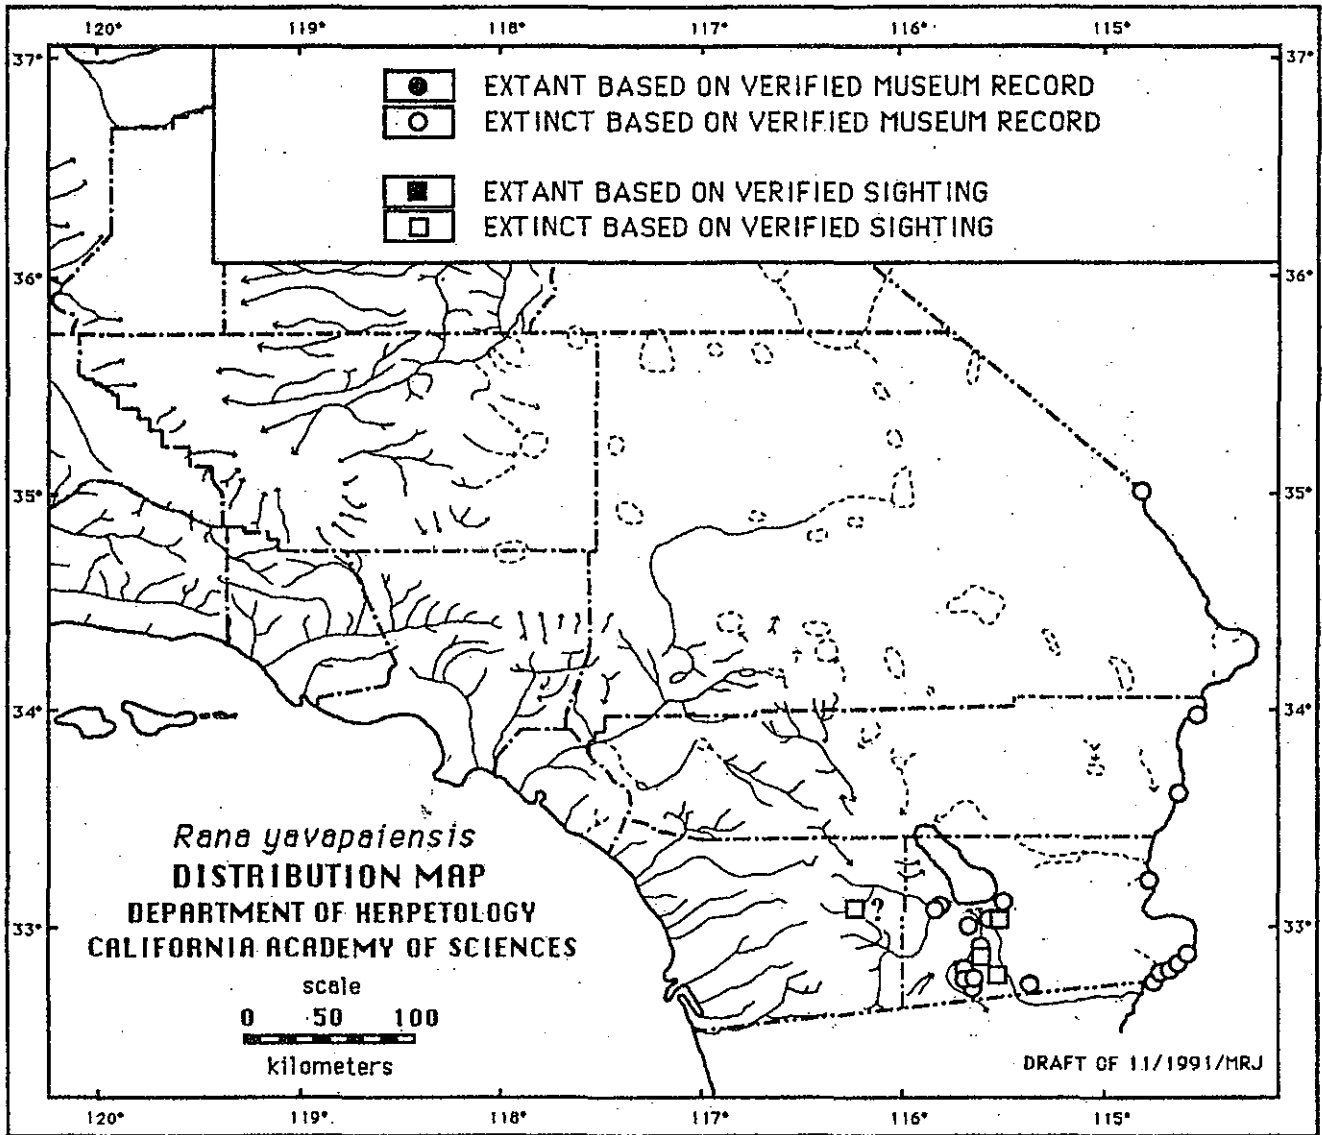 120° 119° 118° 117° 116° 115°
37° 37°
EXTANT BASED ON VERIFIED MUSEUM RECORD
EXTINCT BASED ON VERIFIED MUSEUM RECORD
EXTANT BASED ON VERIFIED SIGHTING
EXTINCT BASED ON VERIFIED SIGHTING
36° 36°
35° 35°
34° 34°
33° 33°
?
Rana yavapaiensis
DISTRIBUTION MAP
DEPARTMENT OF HERPETOLOGY
CALIFORNIA ACADEMY OF SCIENCES
scale
0 50 100
kilometers
DRAFT OF 11/1991/MRJ
120° 119° 118° 117° 116° 115°